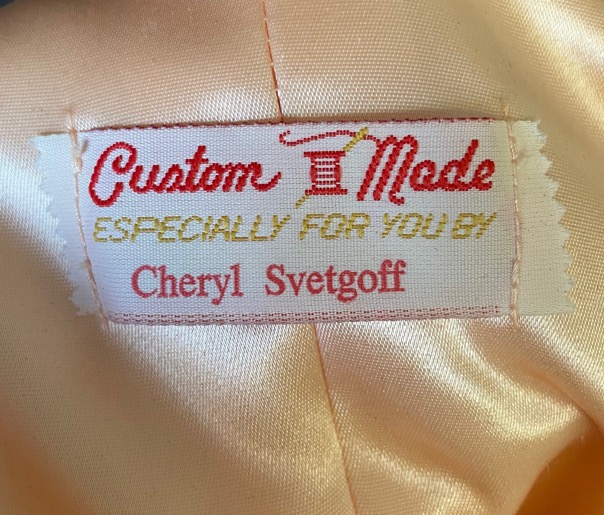 Custom Made
ESPECIALLY FOR YOU BY
Cheryl Svetgoff